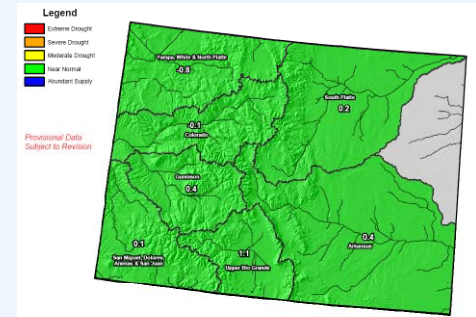 Legend
Extreme Drought
Severe Drought
Moderate Drought
Near Normal
Abundant Supply
Provisional Data
Subject to Revision
Yampa, White & North Platte
-0.8
South Platte
0.2
-0.1
Colorado
Gunnison
0.4
0.1
San Miguel, Dolores,
Animas & San Juan
1.1
Upper Rio Grande
0.4
Arkansas